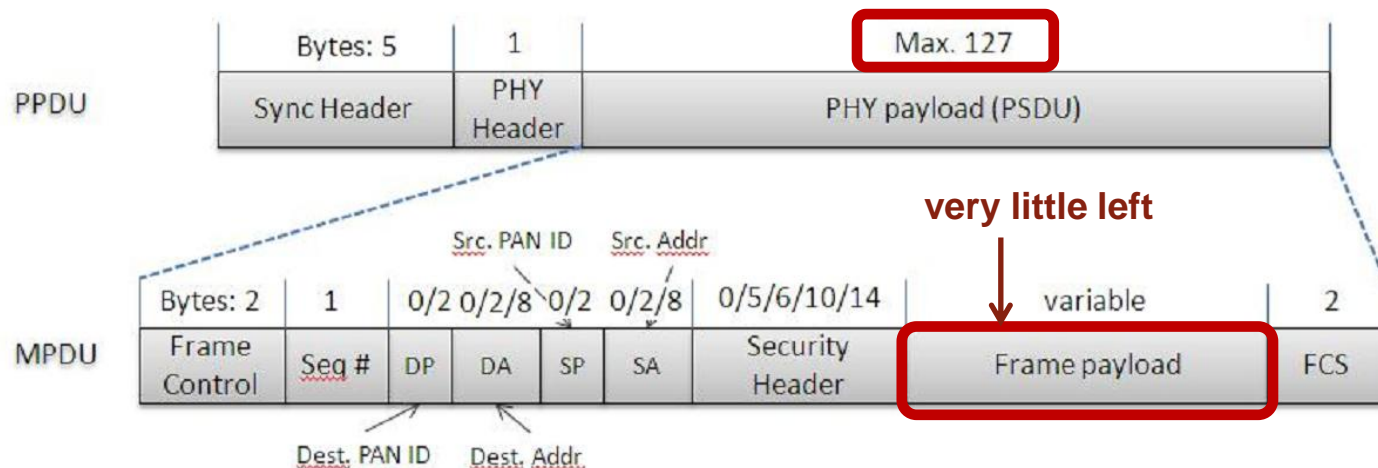 Bytes: 5 1 Max. 127
PPDU Sync Header PHY Header PHY payload (PSDU)
very little left
Src. PAN ID Src. Addr
Bytes: 2 1 0/2 0/2/8 0/2 0/2/8 0/5/6/10/14 variable 2
MPDU Frame Control Seq # DP DA SP SA Security Header Frame payload FCS
Dest. PAN ID Dest. Addr